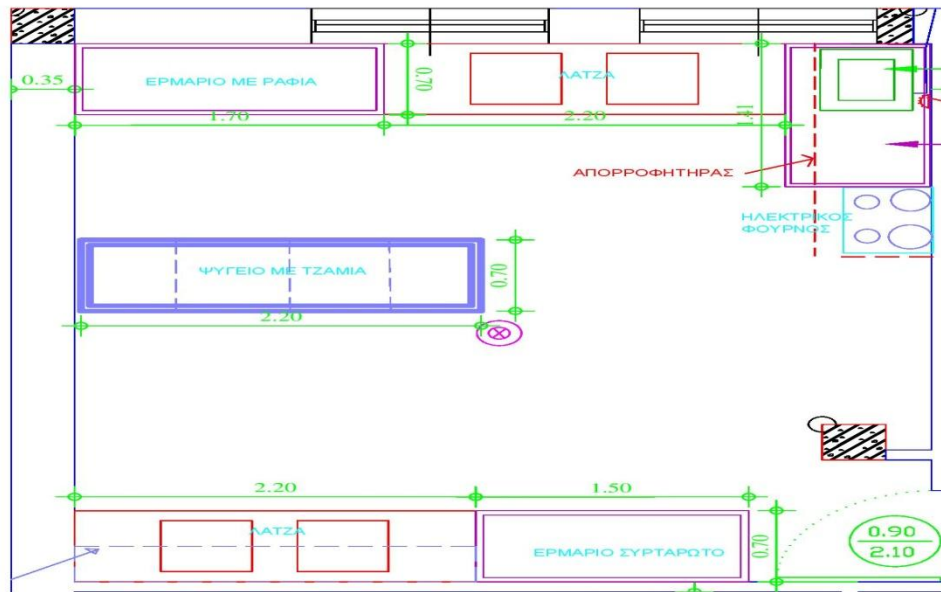 0.35
ΕΡΜΑΡΙΟ ΜΕ ΡΑΦΙΑ
0.70
ΛΑΤΖΑ
1.70
2.20
1.41
ΑΠΟΡΡΟΦΗΤΗΡΑΣ
ΗΛΕΚΤΡΙΚΟΣ
ΦΟΥΡΝΟΣ
ΨΥΓΕΙΟ ΜΕ ΤΖΑΜΙΑ
0.70
2.20
2.20
1.50
ΛΑΤΖΑ
ΕΡΜΑΡΙΟ ΣΥΡΤΑΡΩΤΟ
0.70
0.90
2.10